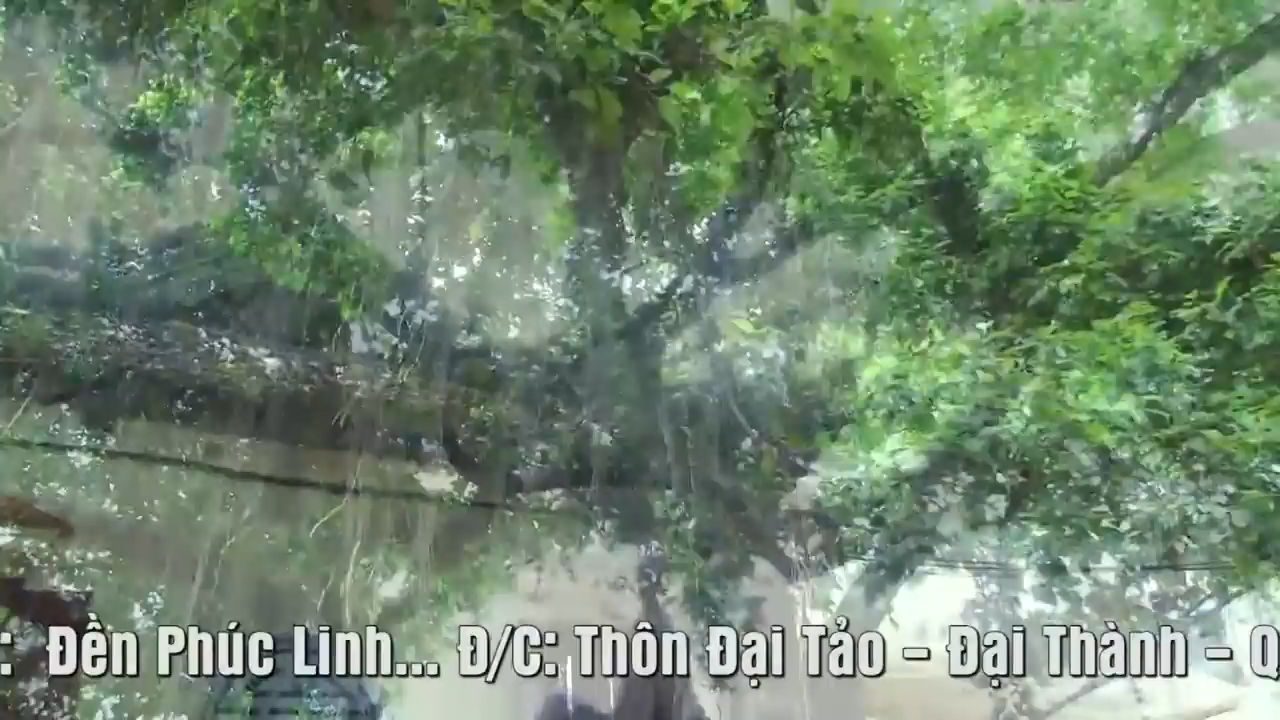 : Đền Phúc Linh... Đ/C: Thôn Đại Tảo - Đại Thành - Q